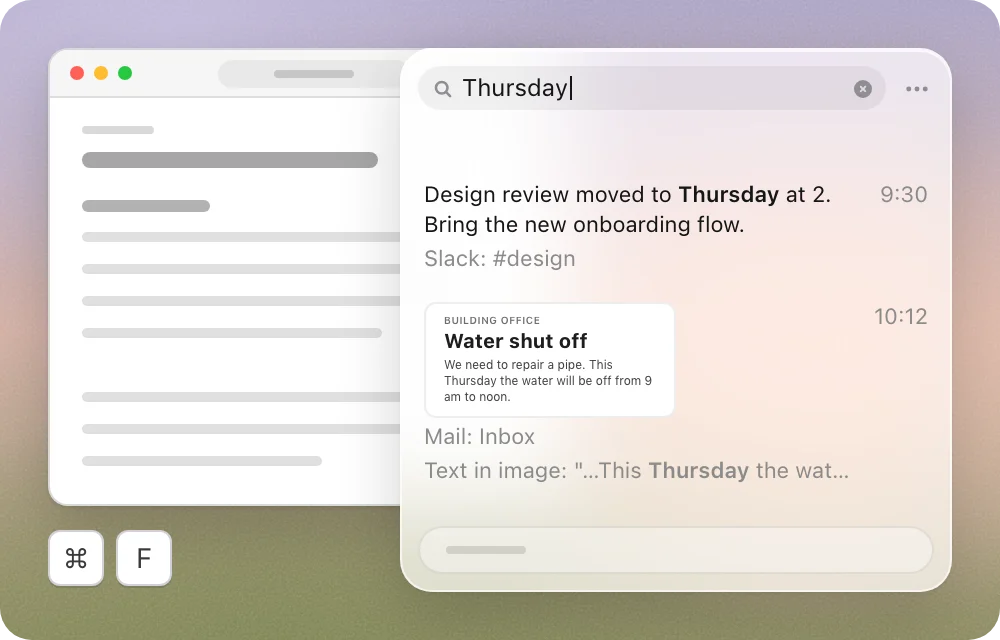 Thursday
Design review moved to Thursday at 2.
9:30
Bring the new onboarding flow.
Slack: #design
BUILDING OFFICE
10:12
Water shut off
We need to repair a pipe. This
Thursday the water will be off from 9
am to noon.
Mail: Inbox
Text in image: "...This Thursday the wat...
⌘
F